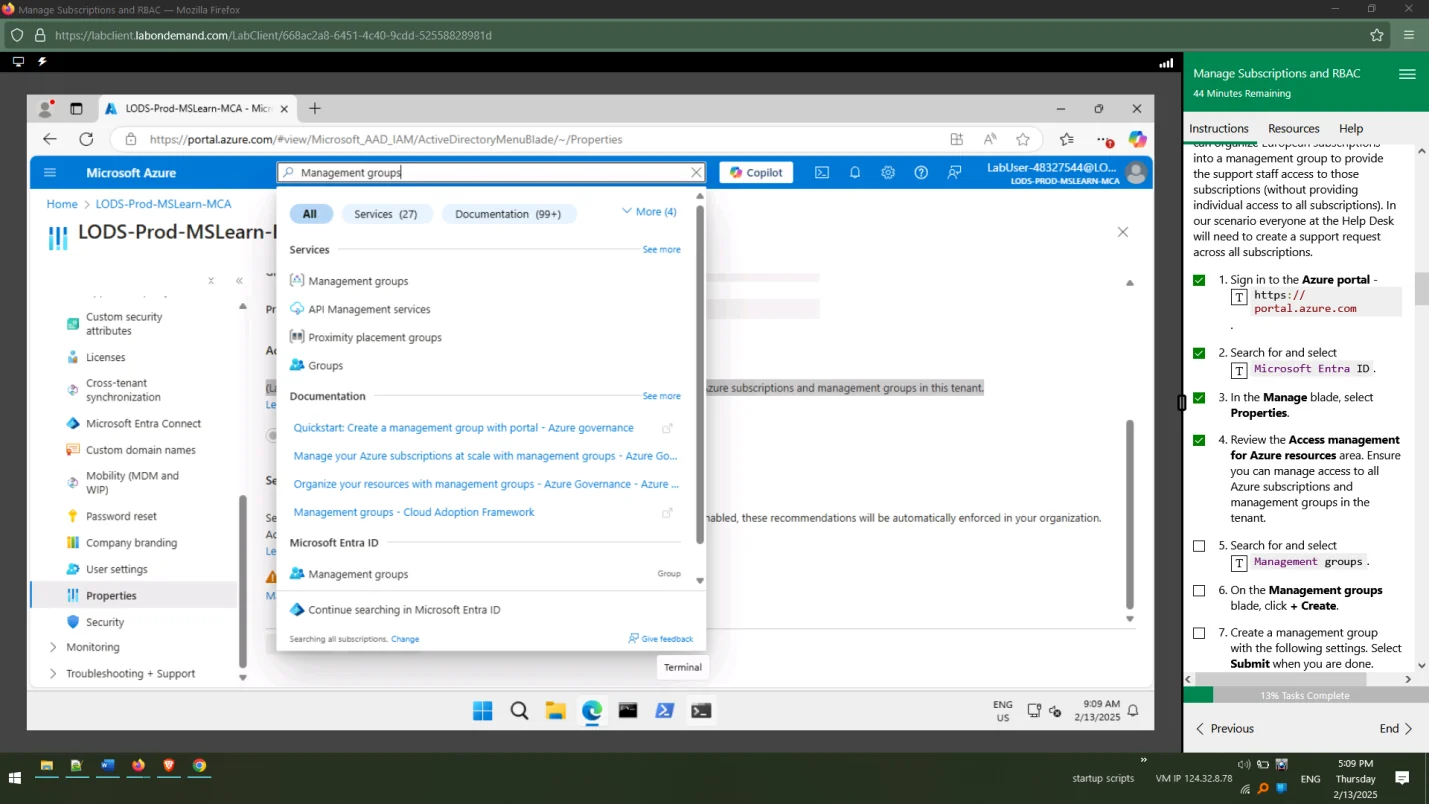 Manage Subscriptions and RBAC — Mozilla Firefox
https://labclient.labondemand.com/LabClient/668ac2a8-6451-4c40-9cdd-52558828981d
LODS-Prod-MSLearn-MCA - Micr
https://portal.azure.com/#view/Microsoft_AAD_IAM/ActiveDirectoryMenuBlade/~/Properties
Microsoft Azure
Management groups
Copilot
LabUser-48327544@LO...
LODS-PROD-MSLEARN-MCA
Home > LODS-Prod-MSLearn-MCA
LODS-Prod-MSLearn-
Custom security attributes
Licenses
Cross-tenant synchronization
Microsoft Entra Connect
Custom domain names
Mobility (MDM and WIP)
Password reset
Company branding
User settings
Properties
Security
Monitoring
Troubleshooting + Support
All
Services (27)
Documentation (99+)
More (4)
Services
See more
Management groups
API Management services
Proximity placement groups
Groups
Documentation
See more
Quickstart: Create a management group with portal - Azure governance
Manage your Azure subscriptions at scale with management groups - Azure Go...
Organize your resources with management groups - Azure Governance - Azure ...
Management groups - Cloud Adoption Framework
Microsoft Entra ID
Management groups
Group
Continue searching in Microsoft Entra ID
Searching all subscriptions. Change
Give feedback
zure subscriptions and management groups in this tenant.
nabled, these recommendations will be automatically enforced in your organization.
Terminal
ENG
US
9:09 AM
2/13/2025
Manage Subscriptions and RBAC
44 Minutes Remaining
Instructions
Resources
Help
can organize European subscriptions
into a management group to provide
the support staff access to those
subscriptions (without providing
individual access to all subscriptions). In
our scenario everyone at the Help Desk
will need to create a support request
across all subscriptions.
1. Sign in to the Azure portal -
T https://
portal.azure.com
.
2. Search for and select
T Microsoft Entra ID.
3. In the Manage blade, select
Properties.
4. Review the Access management
for Azure resources area. Ensure
you can manage access to all
Azure subscriptions and
management groups in the
tenant.
5. Search for and select
T Management groups.
6. On the Management groups
blade, click + Create.
7. Create a management group
with the following settings. Select
Submit when you are done.
13% Tasks Complete
Previous
End
startup scripts
VM IP 124.32.8.78
ENG
5:09 PM
Thursday
2/13/2025